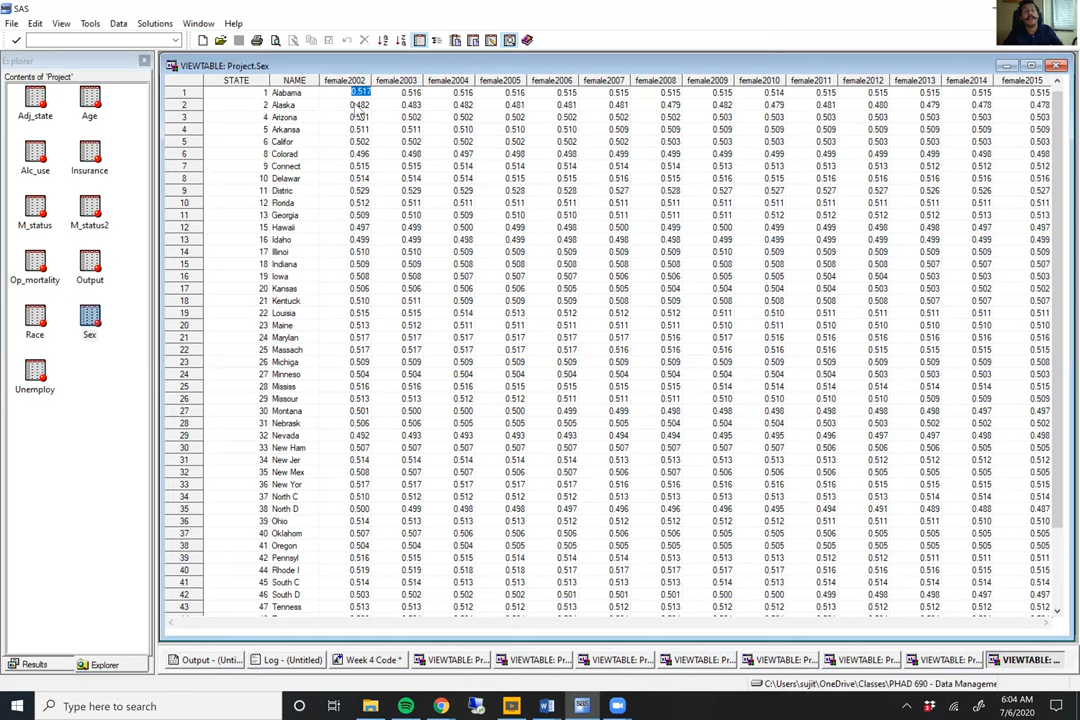 SAS
File Edit View Tools Data Solutions Window Help
Explorer
Contents of 'Project'
Adj_state Age
Alc_use Insurance
M_status M_status2
Op_mortality Output
Race Sex
Unemploy
Results Explorer
VIEWTABLE: Project.Sex
STATE NAME female2002 female2003 female2004 female2005 female2006 female2007 female2008 female2009 female2010 female2011 female2012 female2013 female2014 female2015
1 1 Alabama 0.517 0.516 0.516 0.516 0.515 0.515 0.515 0.515 0.514 0.515 0.515 0.515 0.515 0.515
2 2 Alaska 0.482 0.483 0.482 0.481 0.481 0.481 0.479 0.482 0.479 0.481 0.480 0.479 0.478 0.478
3 4 Arizona 0.502 0.502 0.502 0.502 0.502 0.502 0.503 0.502 0.503 0.503 0.503 0.503 0.503
4 5 Arkansa 0.511 0.511 0.510 0.510 0.510 0.509 0.509 0.509 0.509 0.509 0.509 0.509 0.509 0.509
5 6 Califor 0.502 0.502 0.502 0.502 0.502 0.502 0.502 0.502 0.503 0.503 0.503 0.503 0.503 0.503
6 8 Colorad 0.496 0.498 0.497 0.498 0.498 0.499 0.499 0.499 0.499 0.499 0.499 0.498 0.498 0.498
7 9 Connect 0.515 0.515 0.514 0.514 0.514 0.514 0.514 0.513 0.513 0.513 0.513 0.512 0.512 0.512
8 10 Delawar 0.514 0.514 0.514 0.515 0.515 0.515 0.516 0.515 0.516 0.516 0.516 0.516 0.516 0.516
9 11 Distric 0.529 0.529 0.528 0.528 0.527 0.527 0.528 0.527 0.528 0.527 0.527 0.526 0.526 0.527
10 12 Florida 0.512 0.511 0.511 0.511 0.511 0.511 0.511 0.511 0.511 0.511 0.511 0.511 0.511 0.511
11 13 Georgia 0.509 0.510 0.509 0.510 0.510 0.511 0.511 0.511 0.512 0.511 0.512 0.512 0.512 0.513
12 15 Hawaii 0.497 0.499 0.500 0.499 0.498 0.500 0.499 0.500 0.499 0.499 0.497 0.496 0.496 0.497
13 16 Idaho 0.499 0.499 0.498 0.499 0.498 0.498 0.498 0.498 0.499 0.499 0.499 0.499 0.499 0.499
14 17 Illinoi 0.510 0.510 0.509 0.509 0.509 0.509 0.509 0.510 0.509 0.509 0.509 0.509 0.509 0.509
15 18 Indiana 0.509 0.508 0.508 0.508 0.508 0.508 0.508 0.508 0.508 0.508 0.508 0.507 0.507 0.507
16 19 Iowa 0.508 0.508 0.507 0.507 0.507 0.506 0.506 0.505 0.505 0.504 0.504 0.503 0.503 0.503
17 20 Kansas 0.506 0.506 0.505 0.505 0.505 0.505 0.505 0.505 0.504 0.503 0.503 0.503 0.502 0.502
18 21 Kentuck 0.510 0.511 0.509 0.509 0.509 0.508 0.509 0.508 0.508 0.508 0.508 0.507 0.507 0.507
19 22 Louisia 0.515 0.515 0.514 0.513 0.512 0.512 0.512 0.512 0.511 0.511 0.511 0.511 0.511 0.511
20 23 Maine 0.513 0.512 0.512 0.511 0.511 0.511 0.511 0.510 0.511 0.510 0.510 0.510 0.510 0.510
21 24 Marylan 0.517 0.517 0.517 0.517 0.517 0.516 0.516 0.516 0.516 0.516 0.516 0.516 0.515 0.515
22 25 Massach 0.517 0.517 0.517 0.517 0.517 0.516 0.516 0.516 0.516 0.516 0.516 0.515 0.515 0.515
23 26 Michiga 0.509 0.509 0.509 0.509 0.509 0.509 0.509 0.509 0.509 0.509 0.509 0.509 0.509 0.508
24 27 Minneso 0.504 0.504 0.504 0.504 0.503 0.503 0.503 0.503 0.504 0.504 0.504 0.503 0.503 0.503
25 28 Mississ 0.516 0.516 0.516 0.515 0.515 0.515 0.515 0.514 0.514 0.514 0.514 0.514 0.514 0.515
26 29 Missour 0.513 0.513 0.512 0.512 0.512 0.511 0.511 0.511 0.510 0.510 0.510 0.509 0.509 0.509
27 30 Montana 0.501 0.500 0.500 0.500 0.499 0.499 0.498 0.498 0.498 0.498 0.498 0.498 0.497 0.497
28 31 Nebrask 0.506 0.506 0.505 0.505 0.504 0.504 0.504 0.504 0.504 0.503 0.503 0.502 0.502 0.502
29 32 Nevada 0.492 0.493 0.493 0.493 0.493 0.494 0.494 0.495 0.495 0.496 0.497 0.497 0.498 0.498
30 33 New Ham 0.507 0.507 0.507 0.507 0.507 0.507 0.507 0.507 0.507 0.506 0.506 0.506 0.506 0.505
31 34 New Jer 0.514 0.514 0.514 0.514 0.514 0.513 0.513 0.513 0.513 0.513 0.512 0.512 0.512 0.512
32 35 New Mex 0.508 0.507 0.507 0.506 0.506 0.506 0.507 0.506 0.506 0.506 0.505 0.505 0.505 0.505
33 36 New Yor 0.517 0.517 0.517 0.517 0.516 0.516 0.515 0.515 0.516 0.516 0.516 0.515 0.515 0.515
34 37 North C 0.510 0.512 0.511 0.512 0.512 0.513 0.513 0.513 0.513 0.513 0.513 0.514 0.514 0.514
35 38 North D 0.500 0.499 0.498 0.498 0.497 0.496 0.496 0.495 0.494 0.494 0.491 0.489 0.488 0.487
36 39 Ohio 0.514 0.513 0.513 0.513 0.512 0.512 0.512 0.512 0.512 0.511 0.511 0.511 0.510 0.510
37 40 Oklahom 0.507 0.507 0.506 0.506 0.506 0.505 0.505 0.505 0.505 0.505 0.505 0.505 0.505 0.505
38 41 Oregon 0.504 0.504 0.504 0.505 0.505 0.505 0.505 0.505 0.505 0.505 0.505 0.505 0.505 0.505
39 42 Pennsyl 0.516 0.515 0.515 0.514 0.514 0.514 0.513 0.513 0.513 0.512 0.512 0.511 0.511 0.511
40 44 Rhode I 0.519 0.519 0.518 0.518 0.517 0.517 0.517 0.517 0.517 0.516 0.516 0.516 0.515 0.515
41 45 South C 0.514 0.513 0.513 0.513 0.513 0.513 0.513 0.514 0.513 0.513 0.514 0.514 0.514 0.514
42 46 South D 0.503 0.502 0.502 0.502 0.501 0.501 0.500 0.500 0.500 0.499 0.498 0.498 0.497 0.497
43 47 Tenness 0.513 0.513 0.512 0.512 0.512 0.512 0.513 0.512 0.513 0.512 0.512 0.512 0.512 0.512
Output - (Unti... Log - (Untitled) Week 4 Code * VIEWTABLE: Pr... VIEWTABLE: Pr... VIEWTABLE: Pr... VIEWTABLE: Pr... VIEWTABLE: Pr... VIEWTABLE: Pr... VIEWTABLE: Pr... VIEWTABLE: ...
C:\Users\sujit\OneDrive\Classes\PHAD 690 - Data Manageme
Type here to search
6:04 AM
7/6/2020